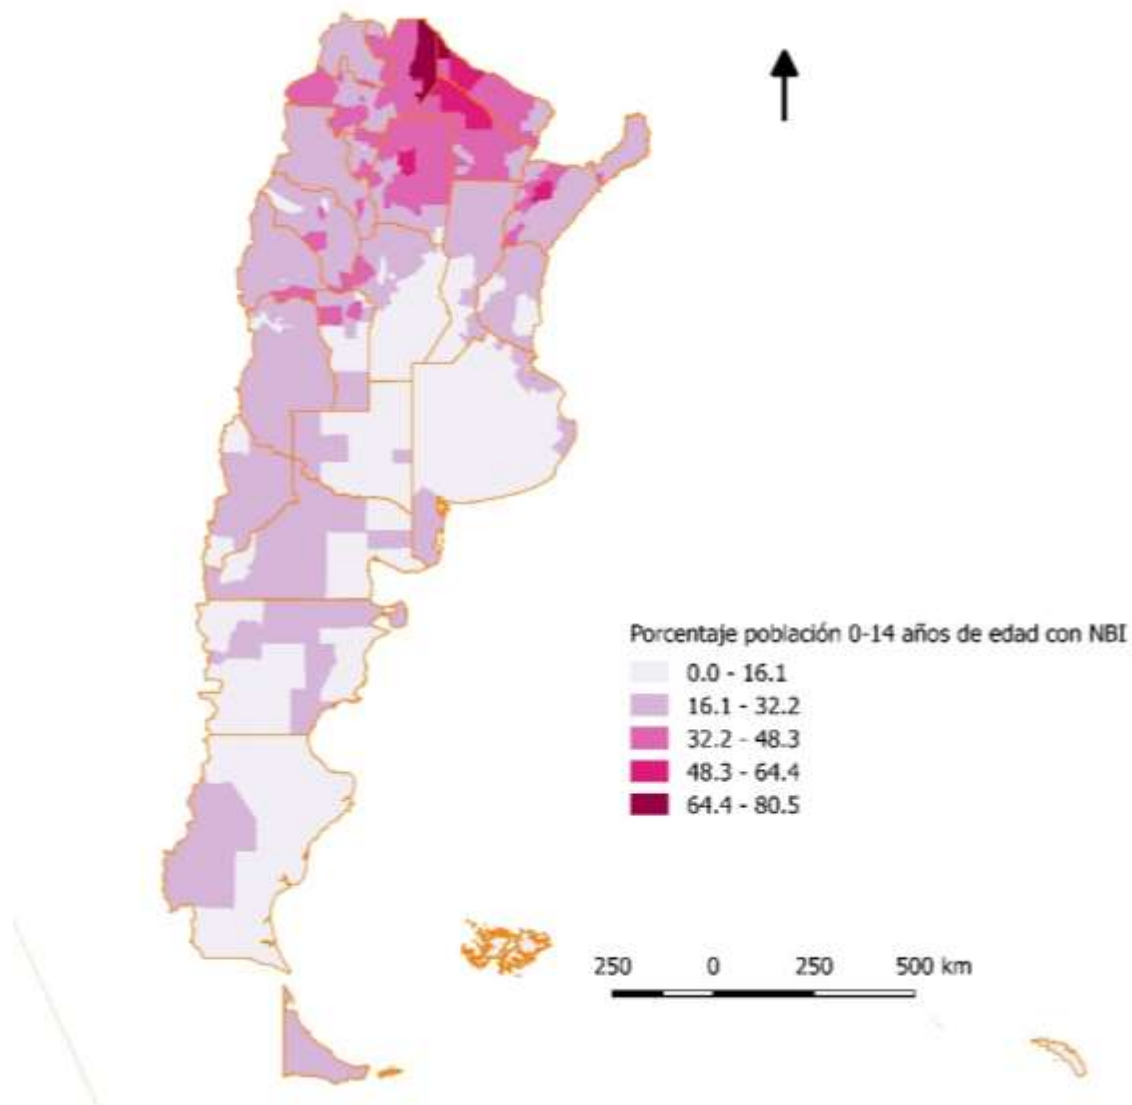 Porcentaje población 0-14 años de edad con NBI
0.0 - 16.1
16.1 - 32.2
32.2 - 48.3
48.3 - 64.4
64.4 - 80.5
250 0 250 500 km